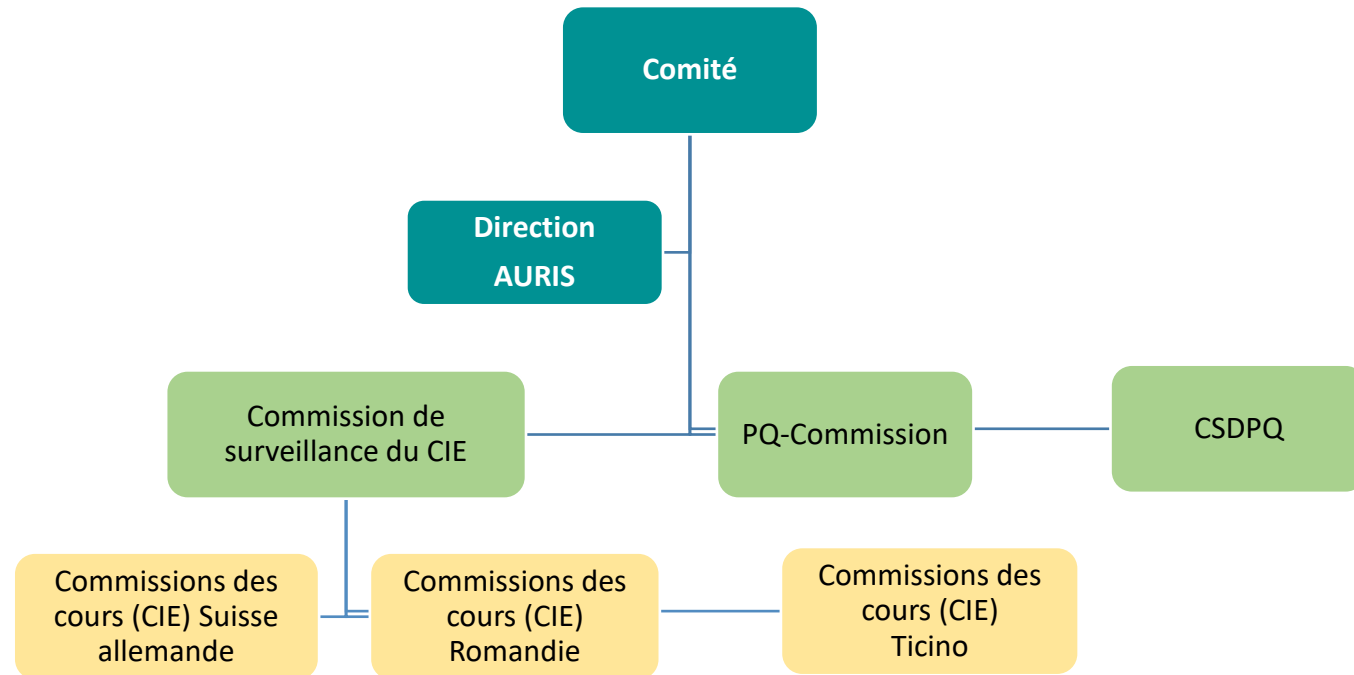 Comité
Direction
AURIS
Commission de
surveillance du CIE
PQ-Commission
CSDPQ
Commissions des
cours (CIE) Suisse
allemande
Commissions des
cours (CIE)
Romandie
Commissions des
cours (CIE)
Ticino